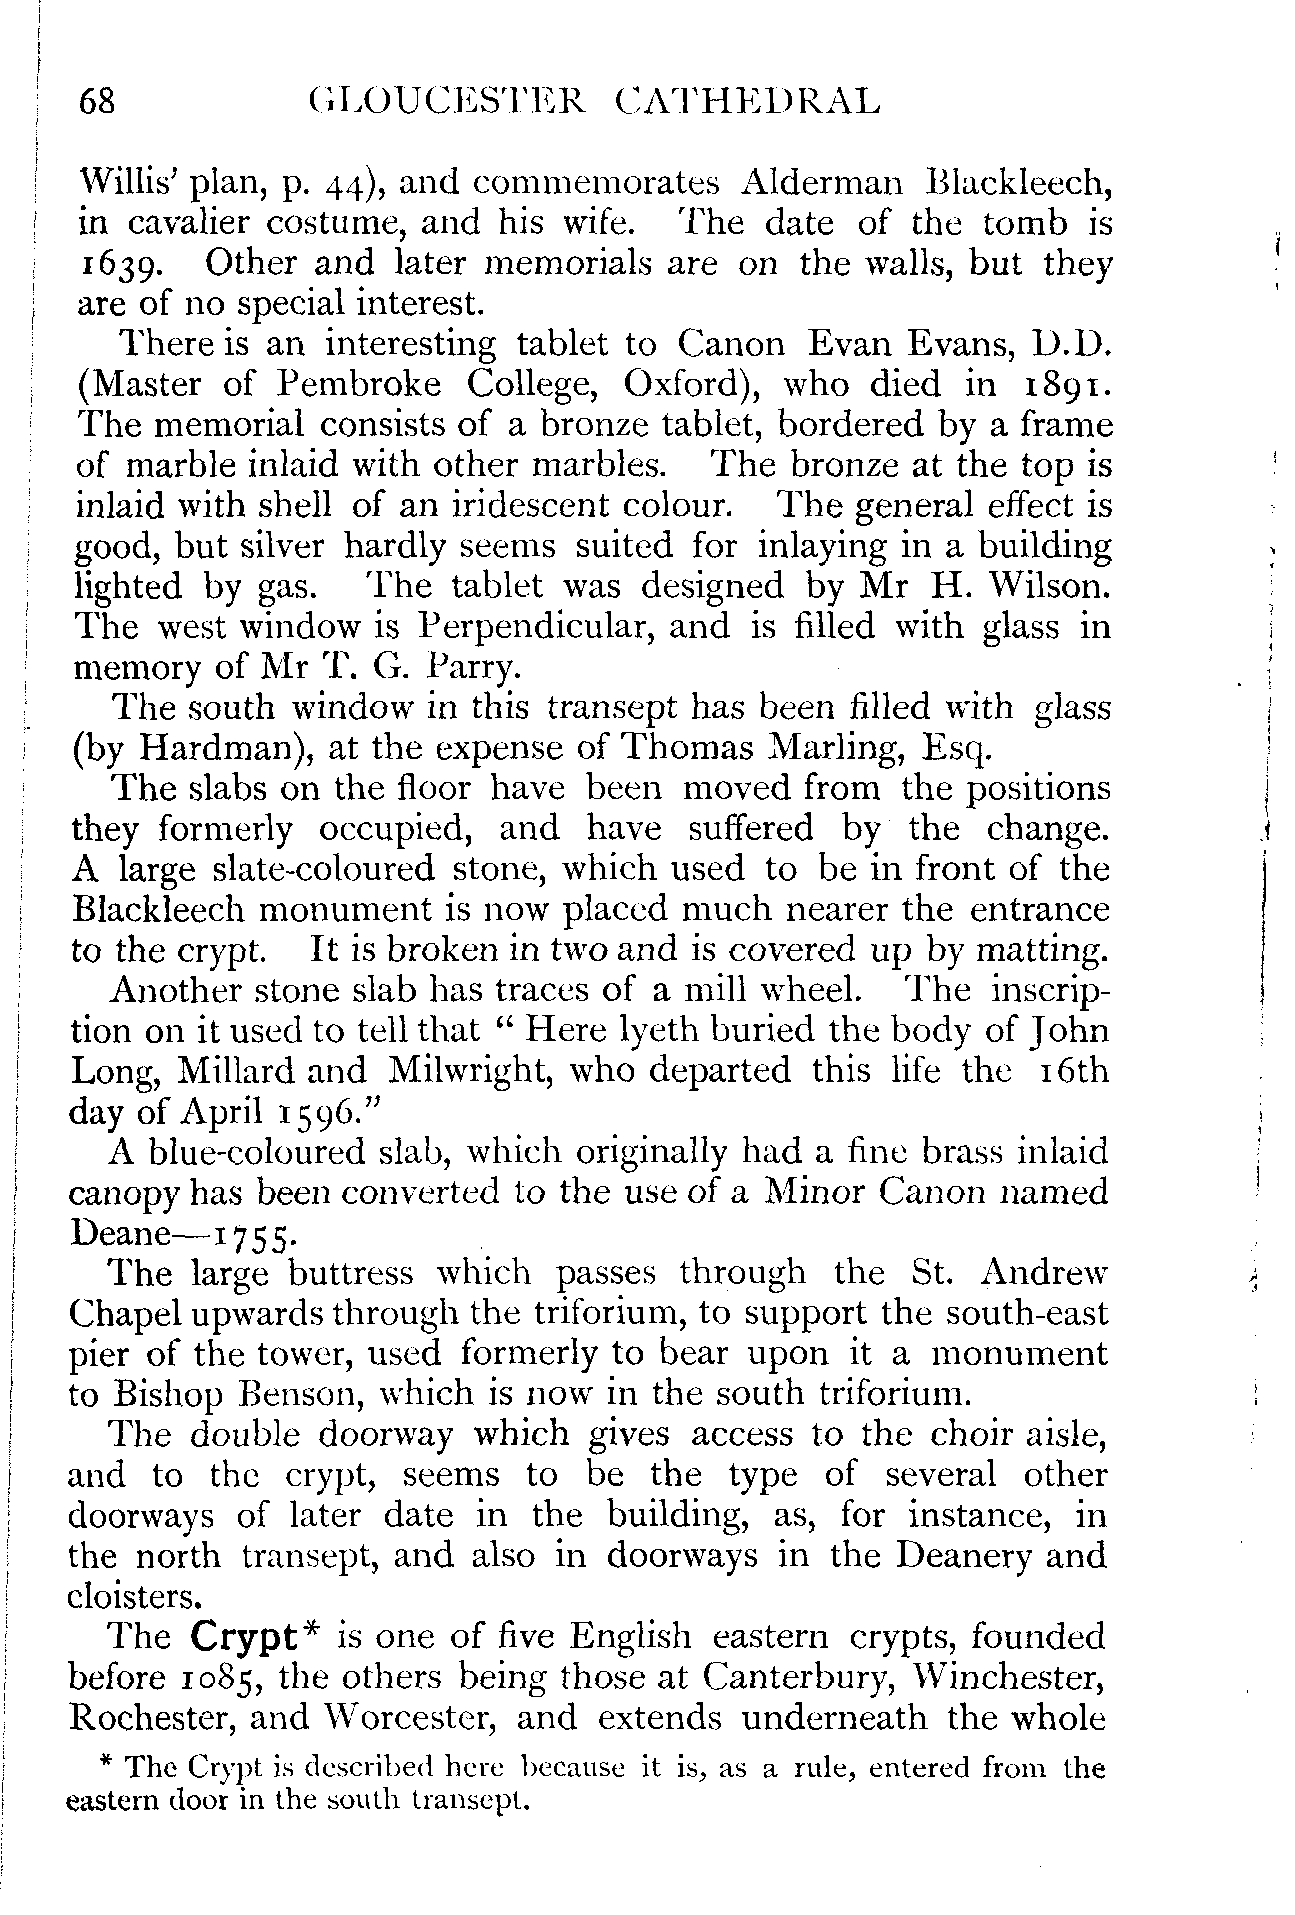 68 GLOUCESTER CATHEDRAL
Willis' plan, p. 44), and commemorates Alderman Blackleech,
in cavalier costume, and his wife. The date of the tomb is
1639. Other and later memorials are on the walls, but they
are of no special interest.
There is an interesting tablet to Canon Evan Evans, D.D.
(Master of Pembroke College, Oxford), who died in 1891.
The memorial consists of a bronze tablet, bordered by a frame
of marble inlaid with other marbles. The bronze at the top is
inlaid with shell of an iridescent colour. The general effect is
good, but silver hardly seems suited for inlaying in a building
lighted by gas. The tablet was designed by Mr H. Wilson.
The west window is Perpendicular, and is filled with glass in
memory of Mr T. G. Parry.
The south window in this transept has been filled with glass
(by Hardman), at the expense of Thomas Marling, Esq.
The slabs on the floor have been moved from the positions
they formerly occupied, and have suffered by the change.
A large slate-coloured stone, which used to be in front of the
Blackleech monument is now placed much nearer the entrance
to the crypt. It is broken in two and is covered up by matting.
Another stone slab has traces of a mill wheel. The inscrip-
tion on it used to tell that “ Here lyeth buried the body of John
Long, Millard and Milwright, who departed this life the 16th
day of April 1596.”
A blue-coloured slab, which originally had a fine brass inlaid
canopy has been converted to the use of a Minor Canon named
Deane—1755.
The large buttress which passes through the St. Andrew
Chapel upwards through the triforium, to support the south-east
pier of the tower, used formerly to bear upon it a monument
to Bishop Benson, which is now in the south triforium.
The double doorway which gives access to the choir aisle,
and to the crypt, seems to be the type of several other
doorways of later date in the building, as, for instance, in
the north transept, and also in doorways in the Deanery and
cloisters.
The Crypt* is one of five English eastern crypts, founded
before 1085, the others being those at Canterbury, Winchester,
Rochester, and Worcester, and extends underneath the whole
* The Crypt is described here because it is, as a rule, entered from the
eastern door in the south transept.